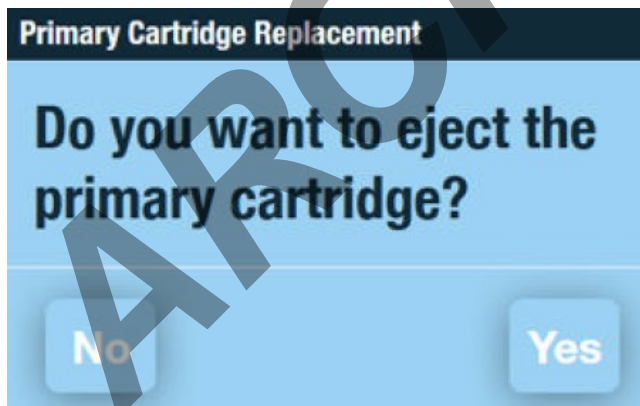 Primary Cartridge Replacement
Do you want to eject the
primary cartridge?
No Yes